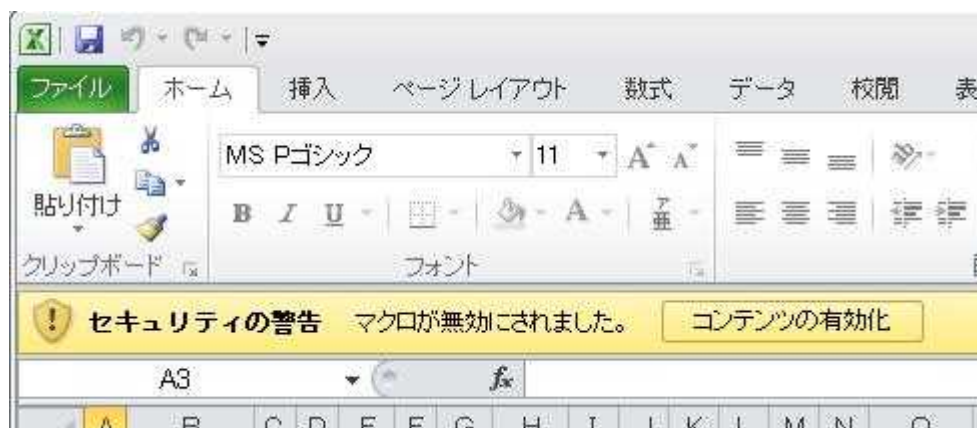 ファイル ホーム 挿入 ページ レイアウト 数式 データ 校閲 表
MS Pゴシック 11 A A
貼り付け B I U A ア亜
クリップボード フォント
セキュリティの警告 マクロが無効にされました。 コンテンツの有効化
A3 fx
A B C D E F G H I J K L M N O